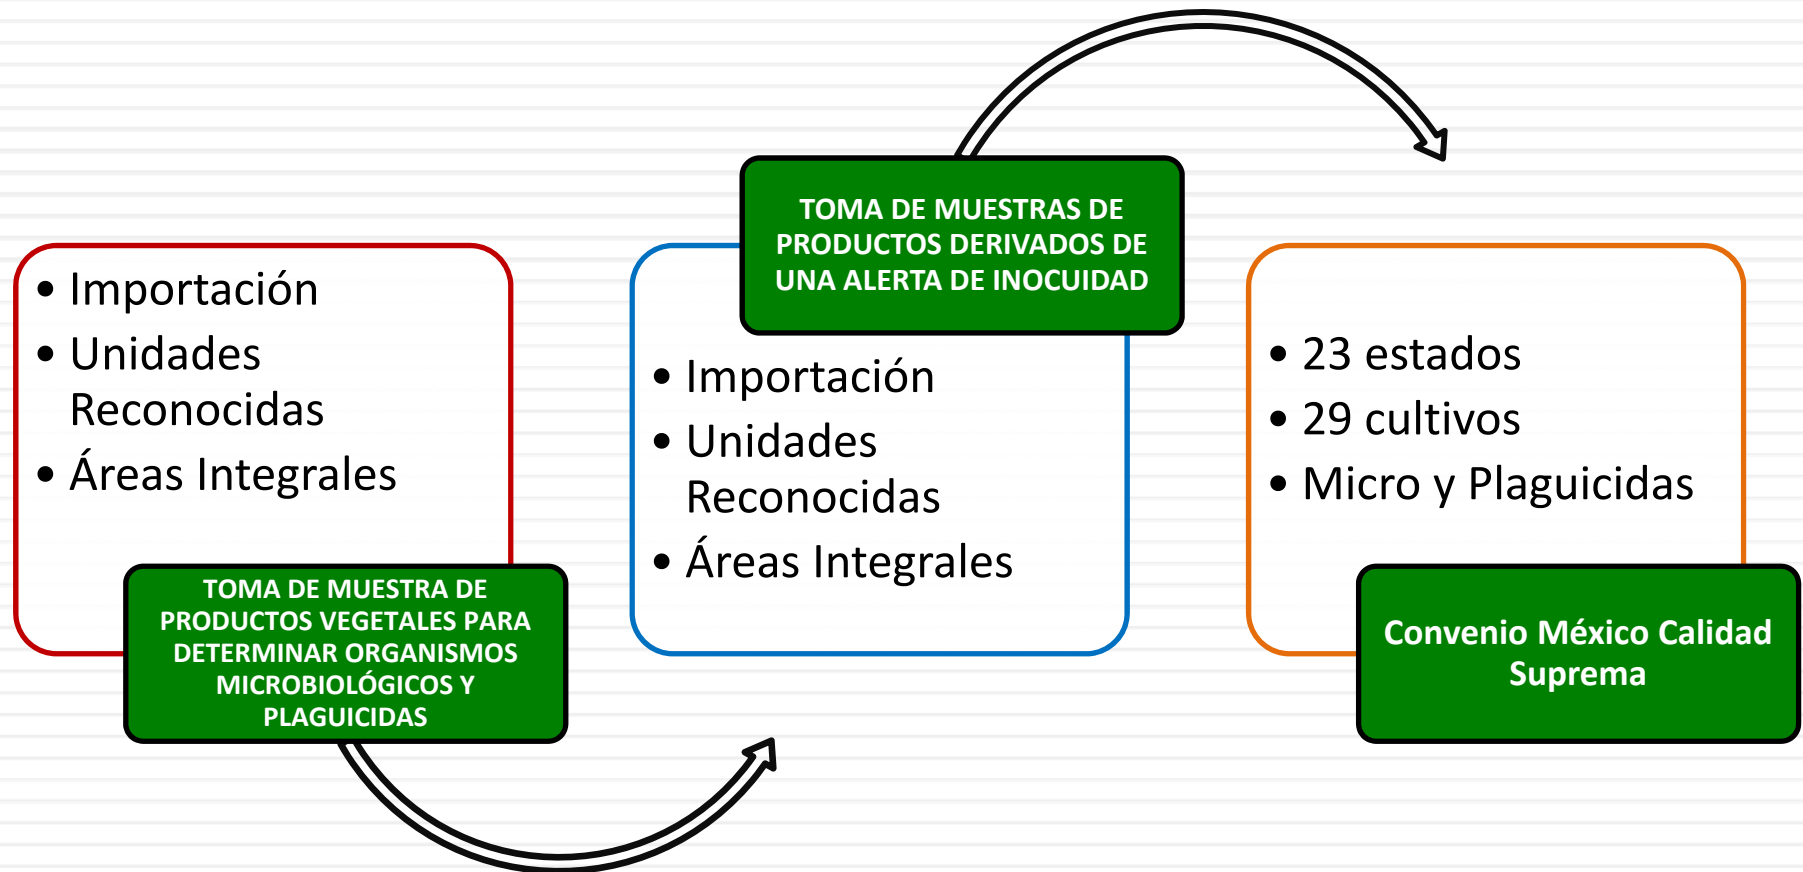 • Importación
• Unidades
Reconocidas
• Áreas Integrales
TOMA DE MUESTRA DE
PRODUCTOS VEGETALES PARA
DETERMINAR ORGANISMOS
MICROBIOLÓGICOS Y
PLAGUICIDAS
TOMA DE MUESTRAS DE
PRODUCTOS DERIVADOS DE
UNA ALERTA DE INOCUIDAD
• Importación
• Unidades
Reconocidas
• Áreas Integrales
• 23 estados
• 29 cultivos
• Micro y Plaguicidas
Convenio México Calidad
Suprema